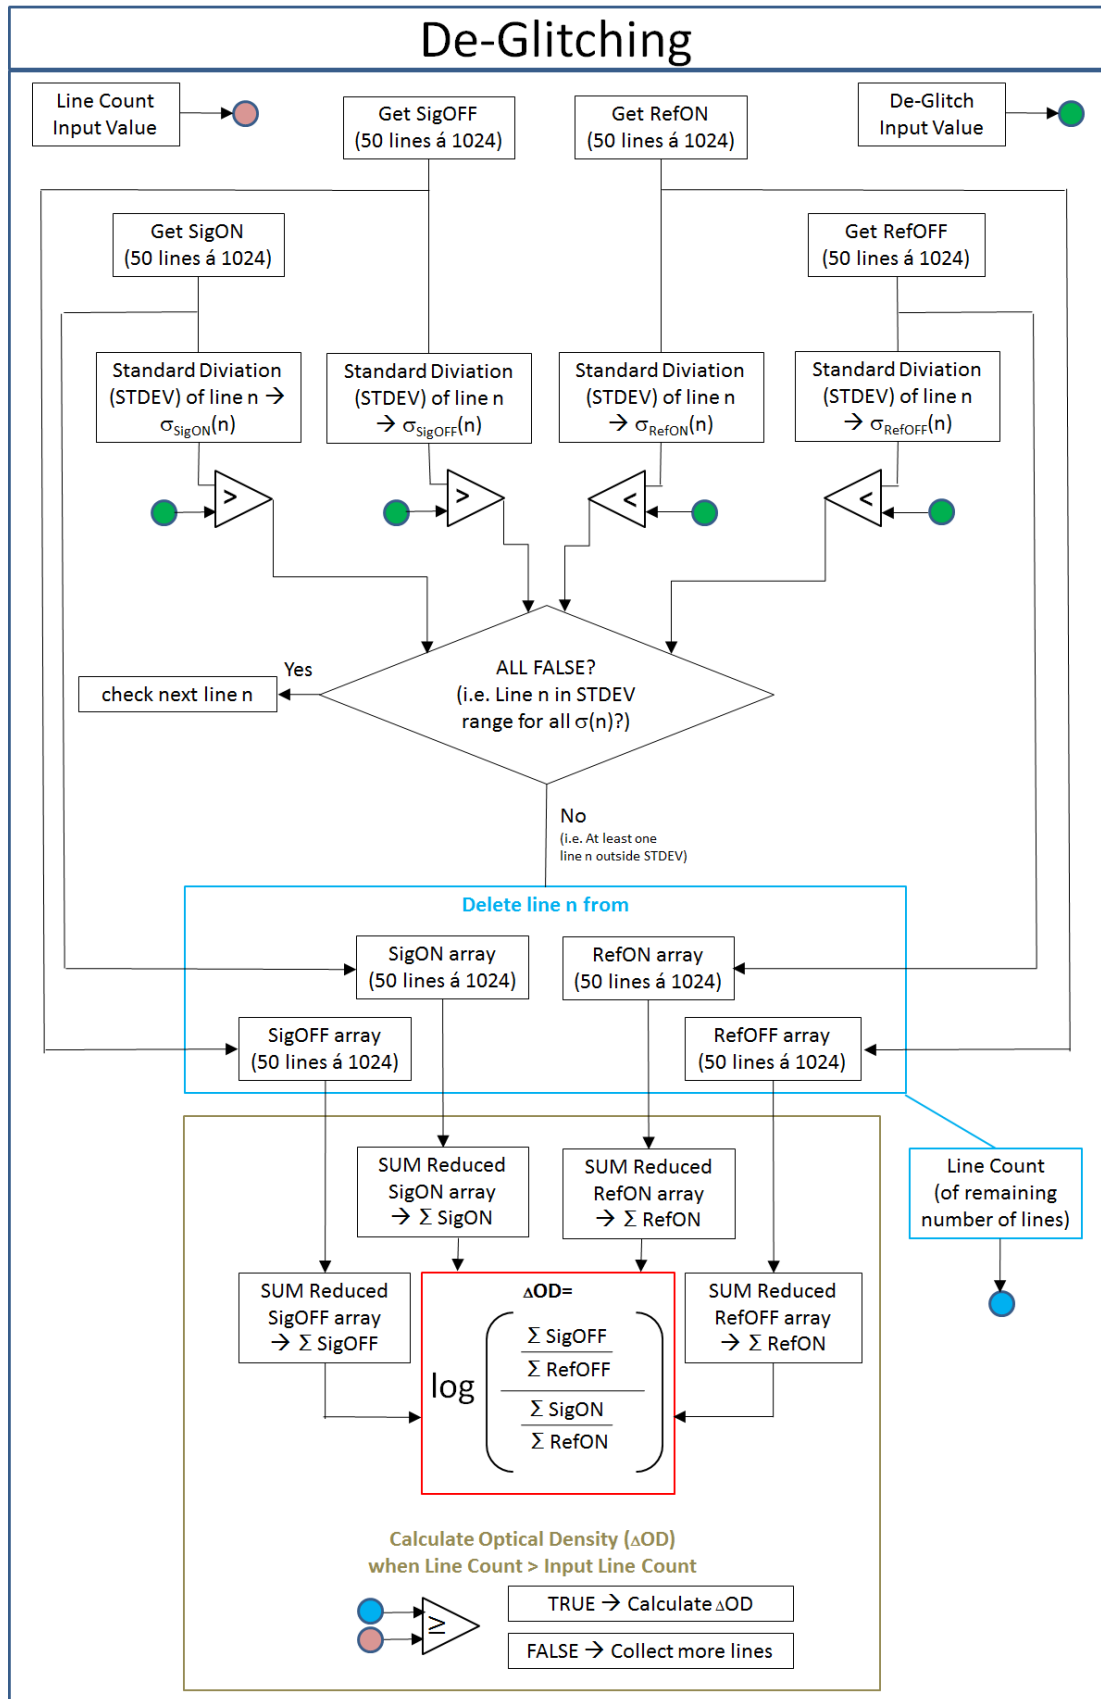 De-Glitching
Line Count
Input Value
Get SigOFF
(50 lines á 1024)
Get RefON
(50 lines á 1024)
De-Glitch
Input Value
Get SigON
(50 lines á 1024)
Get RefOFF
(50 lines á 1024)
Standard Diviation
(STDEV) of line n →
σSigON(n)
Standard Diviation
(STDEV) of line n
→ σSigOFF(n)
Standard Diviation
(STDEV) of line n
→ σRefON(n)
Standard Diviation
(STDEV) of line n
→ σRefOFF(n)
>
>
<
<
ALL FALSE?
(i.e. Line n in STDEV
range for all σ(n)?)
Yes
check next line n
No
(i.e. At least one
line n outside STDEV)
Delete line n from
SigON array
(50 lines á 1024)
RefON array
(50 lines á 1024)
SigOFF array
(50 lines á 1024)
RefOFF array
(50 lines á 1024)
SUM Reduced
SigON array
→ Σ SigON
SUM Reduced
RefON array
→ Σ RefON
Line Count
(of remaining
number of lines)
SUM Reduced
SigOFF array
→ Σ SigOFF
ΔOD=
log
Σ SigOFF
Σ RefOFF
Σ SigON
Σ RefON
SUM Reduced
RefOFF array
→ Σ RefON
Calculate Optical Density (ΔOD)
when Line Count > Input Line Count
≥
TRUE → Calculate ΔOD
FALSE → Collect more lines